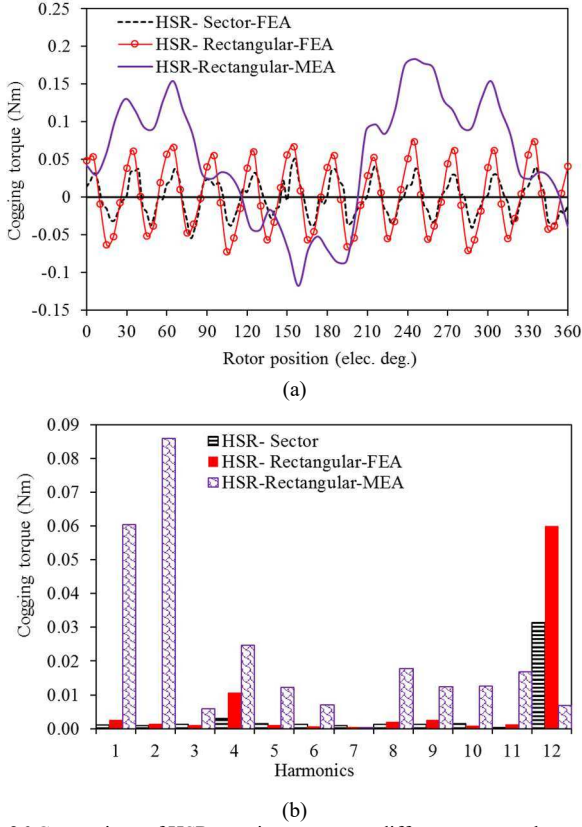 HSR- Sector-FEA
HSR- Rectangular-FEA
HSR-Rectangular-MEA
Cogging torque (Nm)
0.25
0.2
0.15
0.1
0.05
0
-0.05
-0.1
-0.15
0 30 60 90 120 150 180 210 240 270 300 330 360
Rotor position (elec. deg.)
(a)
HSR- Sector
HSR- Rectangular-FEA
HSR-Rectangular-MEA
Cogging torque (Nm)
0.09
0.08
0.07
0.06
0.05
0.04
0.03
0.02
0.01
0.00
1 2 3 4 5 6 7 8 9 10 11 12
Harmonics
(b)